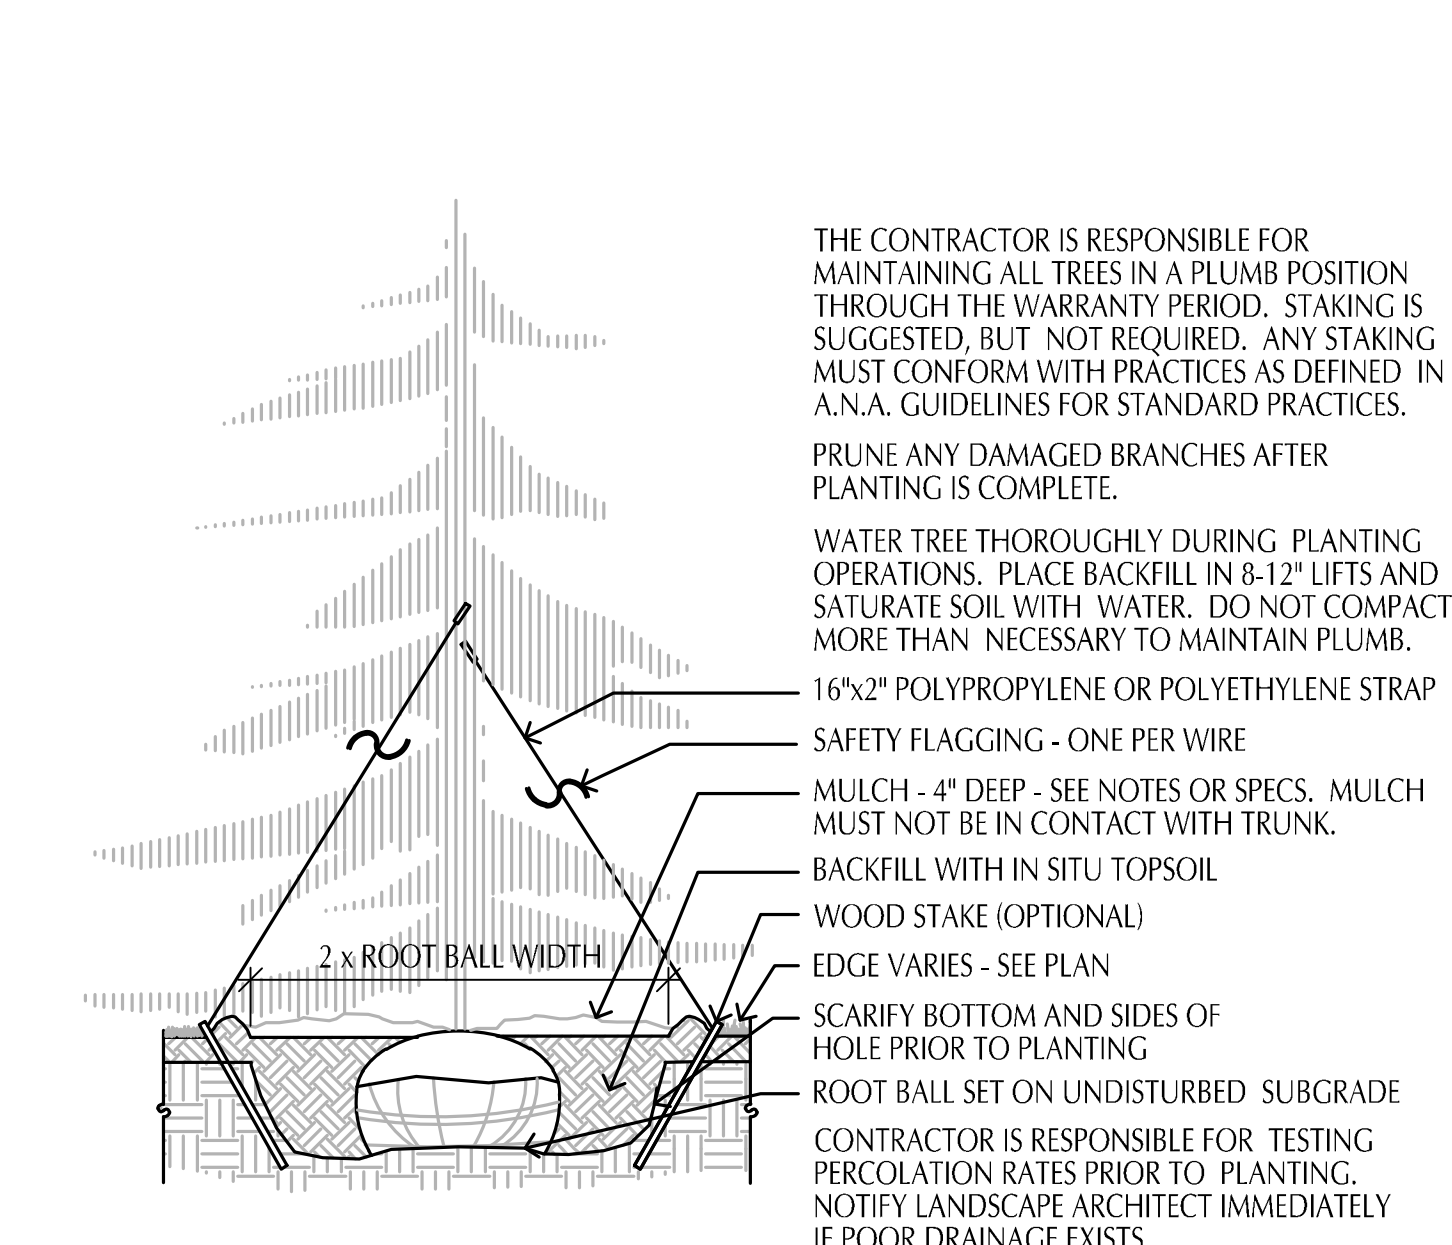 THE CONTRACTOR IS RESPONSIBLE FOR
MAINTAINING ALL TREES IN A PLUMB POSITION
THROUGH THE WARRANTY PERIOD. STAKING IS
SUGGESTED, BUT NOT REQUIRED. ANY STAKING
MUST CONFORM WITH PRACTICES AS DEFINED IN
A.N.A. GUIDELINES FOR STANDARD PRACTICES.
PRUNE ANY DAMAGED BRANCHES AFTER
PLANTING IS COMPLETE.
WATER TREE THOROUGHLY DURING PLANTING
OPERATIONS. PLACE BACKFILL IN 8-12" LIFTS AND
SATURATE SOIL WITH WATER. DO NOT COMPACT
MORE THAN NECESSARY TO MAINTAIN PLUMB.
16"x2" POLYPROPYLENE OR POLYETHYLENE STRAP
SAFETY FLAGGING - ONE PER WIRE
MULCH - 4" DEEP - SEE NOTES OR SPECS. MULCH
MUST NOT BE IN CONTACT WITH TRUNK.
BACKFILL WITH IN SITU TOPSOIL
WOOD STAKE (OPTIONAL)
2 x ROOT BALL WIDTH
EDGE VARIES - SEE PLAN
SCARIFY BOTTOM AND SIDES OF
HOLE PRIOR TO PLANTING
ROOT BALL SET ON UNDISTURBED SUBGRADE
CONTRACTOR IS RESPONSIBLE FOR TESTING
PERCOLATION RATES PRIOR TO PLANTING.
NOTIFY LANDSCAPE ARCHITECT IMMEDIATELY
IF POOR DRAINAGE EXISTS